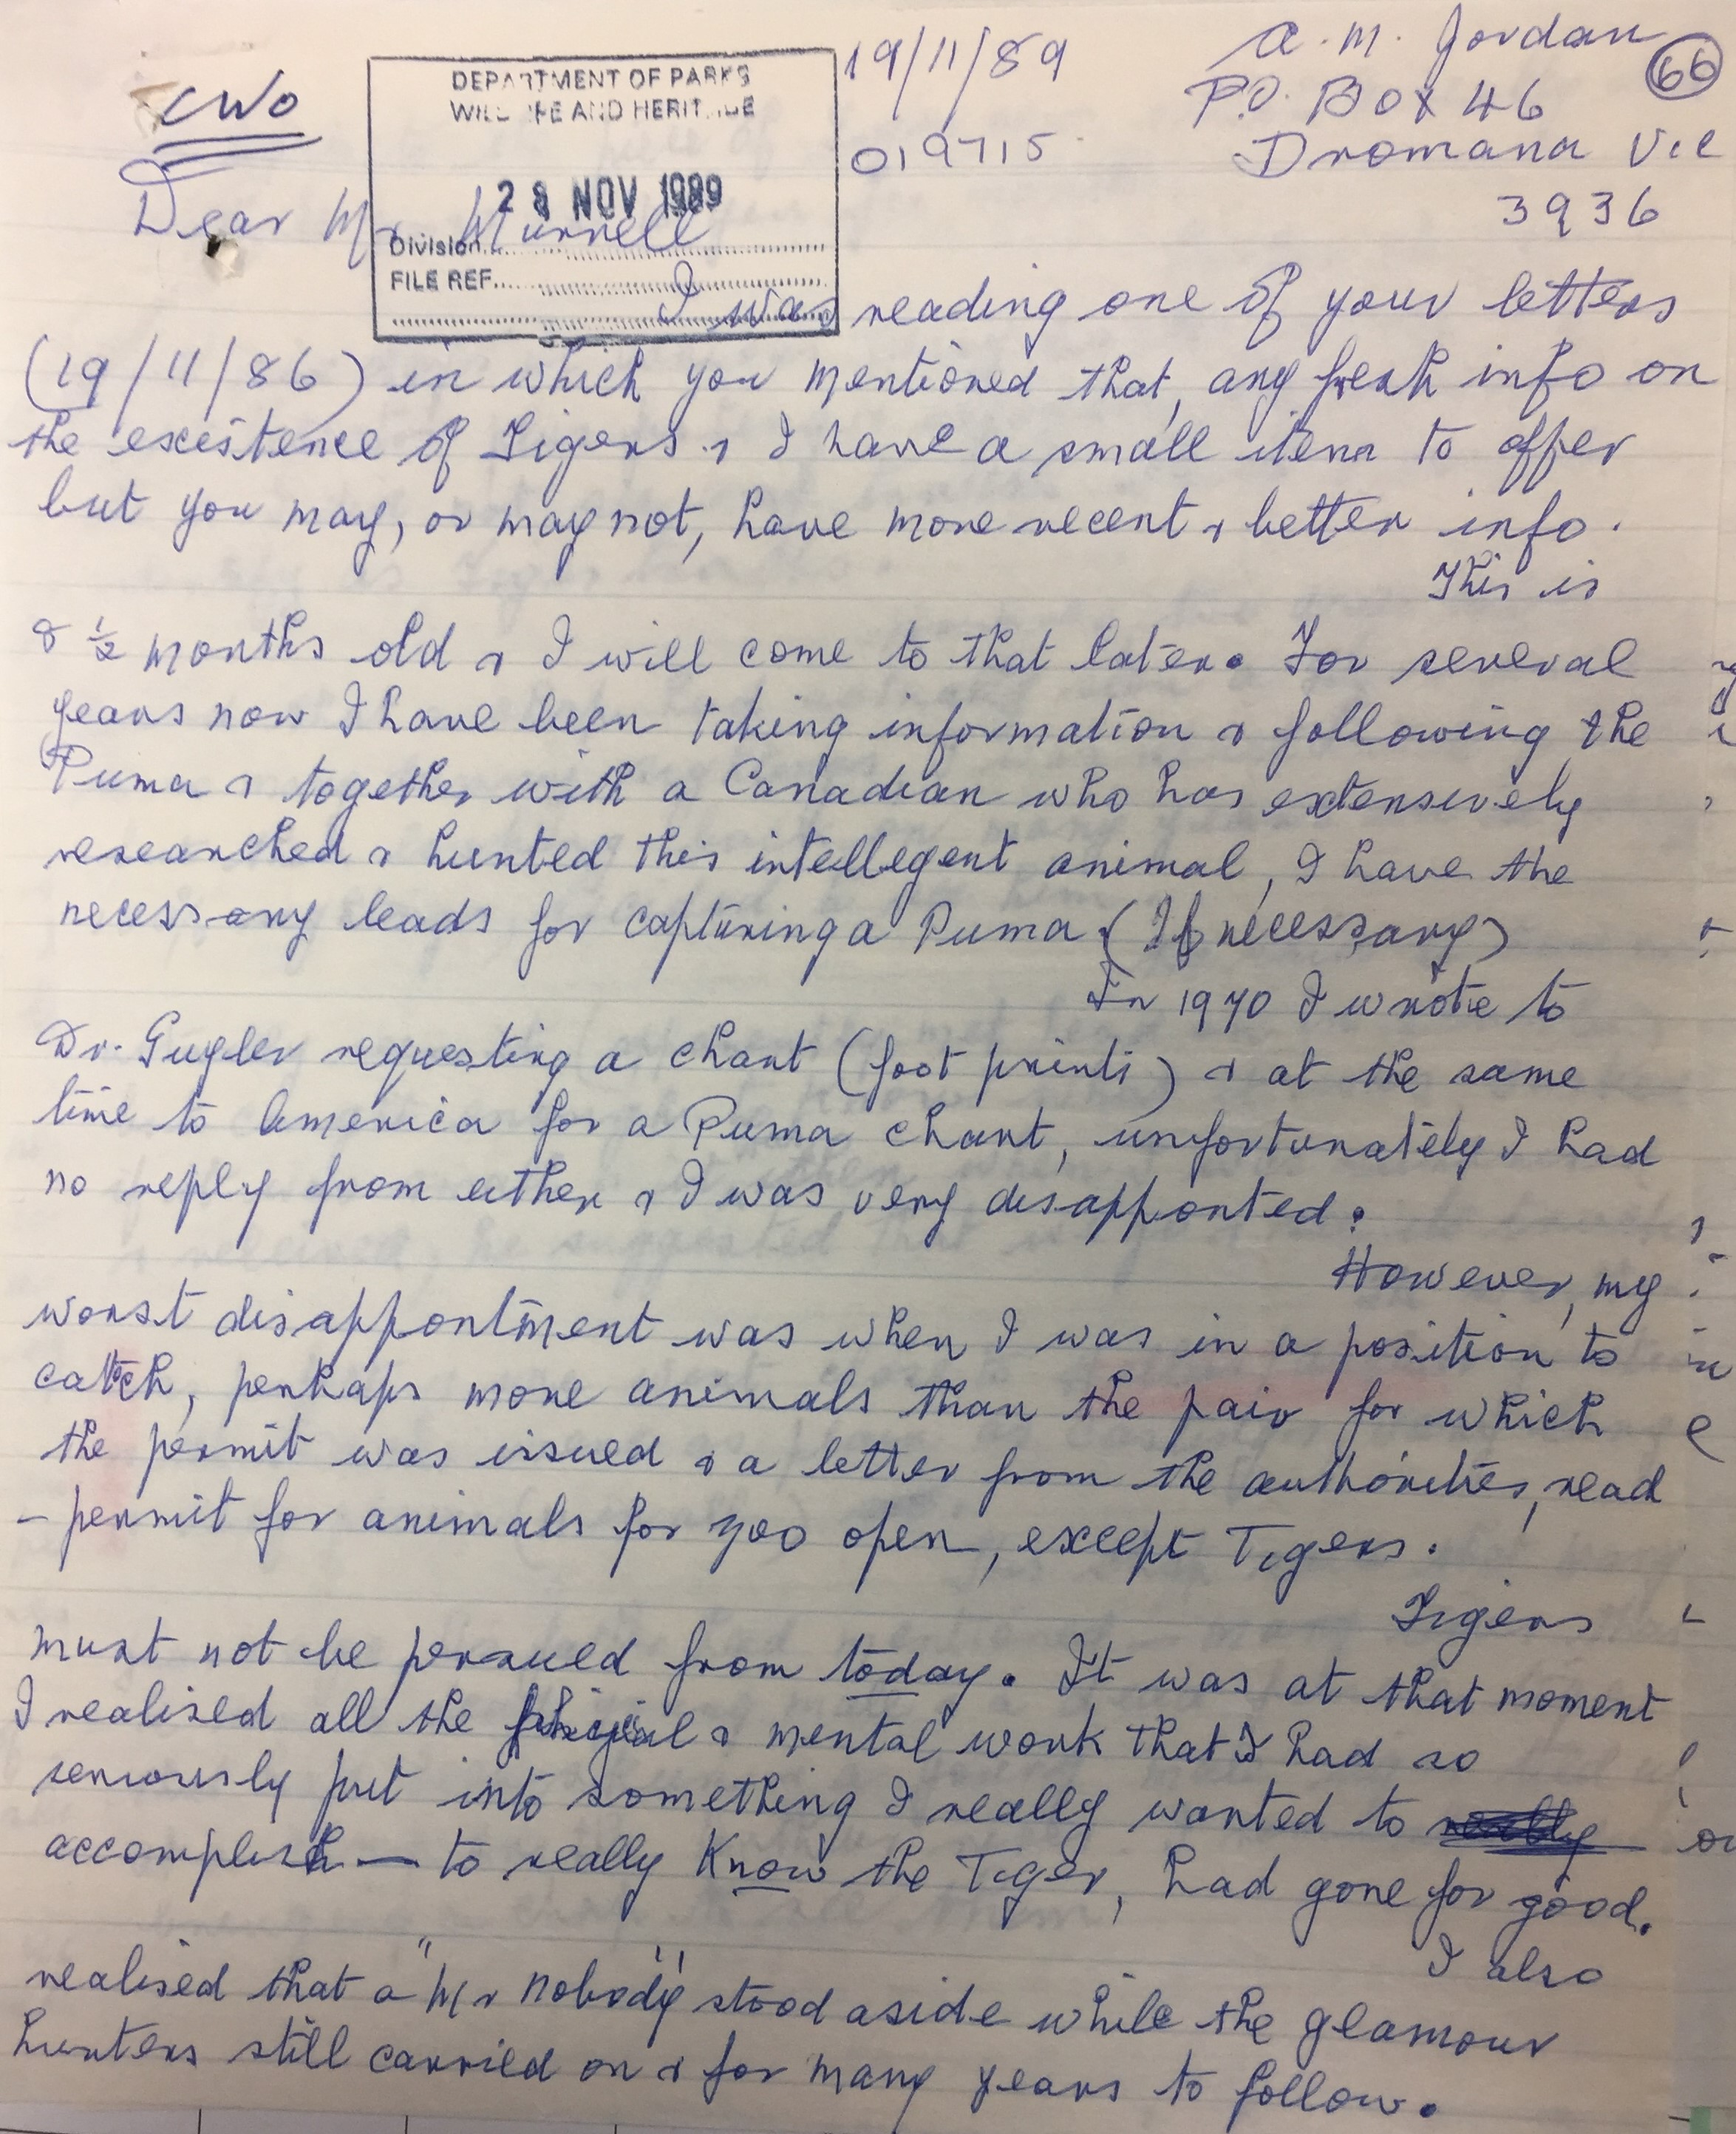 CWO
DEPARTMENT OF PARKS
WILDLIFE AND HERITAGE
28 NOV 1989
Division
FILE REF.
19/11/89
019715
A. M. Jordan
66
P.O. Box 46
Dromana Vic
3936
Dear Mr. Murrell
I was reading one of your letters
(19/11/86) in which you mentioned that, any fresh info on
the excistence of Tigers & I have a small item to offer
but you may, or may not, have more recent & better info.
This is
8 ½ months old & I will come to that later. For several
years now I have been taking information & following the
Puma & together with a Canadian who has extensively
researched & hunted this intellegent animal, I have the
necessary leads for capturing a Puma (If necessary)
In 1970 I wrote to
Dr. Gugler requesting a chart (foot prints) & at the same
time to America for a Puma chart, unfortunately I had
no reply from either & I was very disapponted.
However, my
worst disappontment was when I was in a position to
catch, perhaps more animals than the pair for which
the permit was issued & a letter from the authorities, read
- permit for animals for zoo open, except Tigers.
Tigers
must not be persued from today. It was at that moment
I realised all the & mental work that I had so
seriously put into something I really wanted to
accomplish — to really Know the Tiger, had gone for good.
I also
realised that a "Mr nobody" stood aside while the glamour
hunters still carried on & for many years to follow.